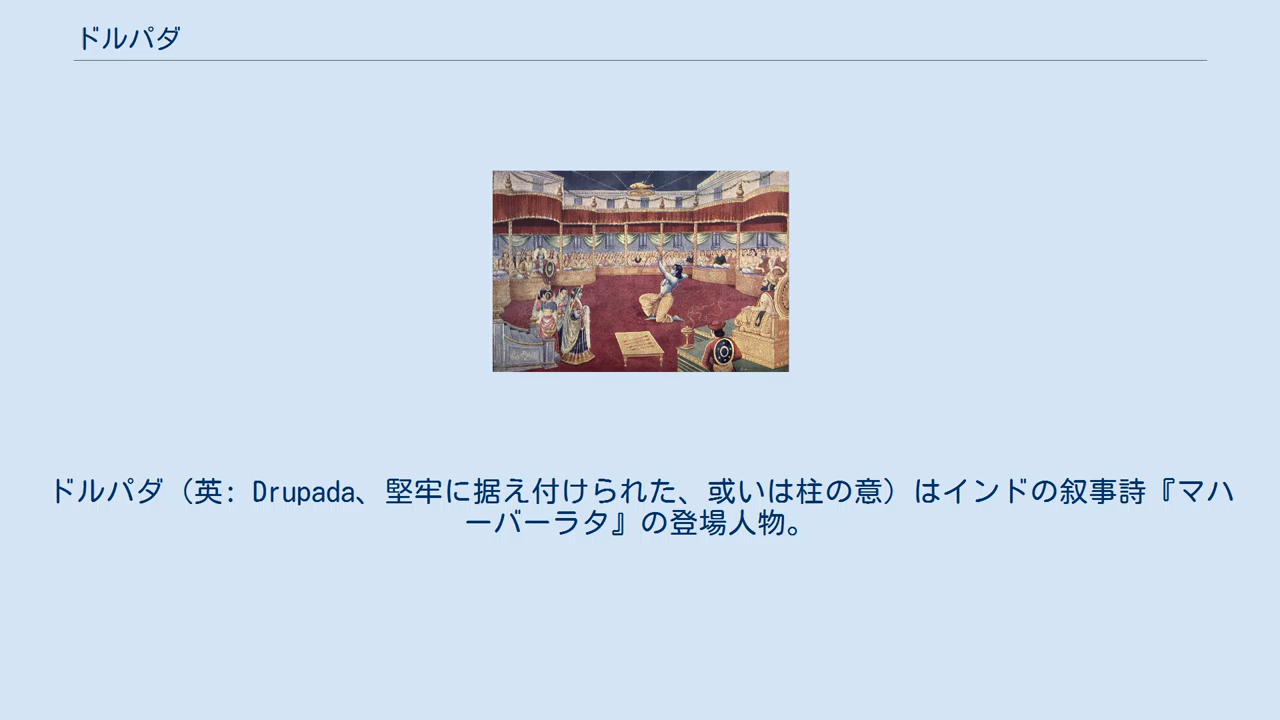 ドルパダ
ドルパダ（英: Drupada、堅牢に据え付けられた、或いは柱の意）はインドの叙事詩『マハ
ーバーラタ』の登場人物。